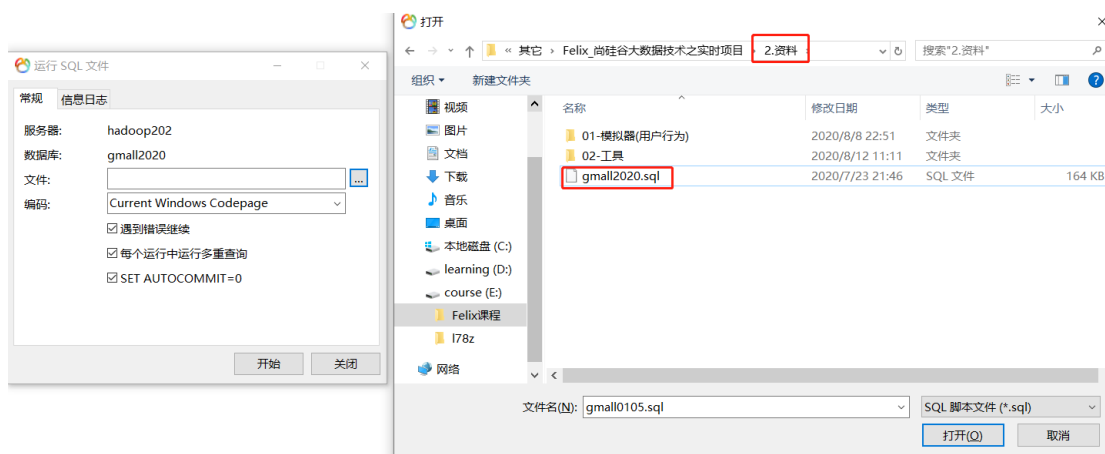 运行 SQL 文件
常规 信息日志
服务器: hadoop202
数据库: gmall2020
文件: ...
编码: Current Windows Codepage
遇到错误继续
每个运行中运行多重查询
SET AUTOCOMMIT=0
开始 关闭
打开
« 其它 › Felix_尚硅谷大数据技术之实时项目 › 2.资料 › 搜索"2.资料"
组织 新建文件夹
视频
图片
文档
下载
音乐
桌面
本地磁盘 (C:)
learning (D:)
course (E:)
Felix课程
l78z
网络
名称 修改日期 类型 大小
01-模拟器(用户行为) 2020/8/8 22:51 文件夹
02-工具 2020/8/12 11:11 文件夹
gmall2020.sql 2020/7/23 21:46 SQL 文件 164 KB
文件名(N): gmall0105.sql SQL 脚本文件 (*.sql)
打开(O) 取消